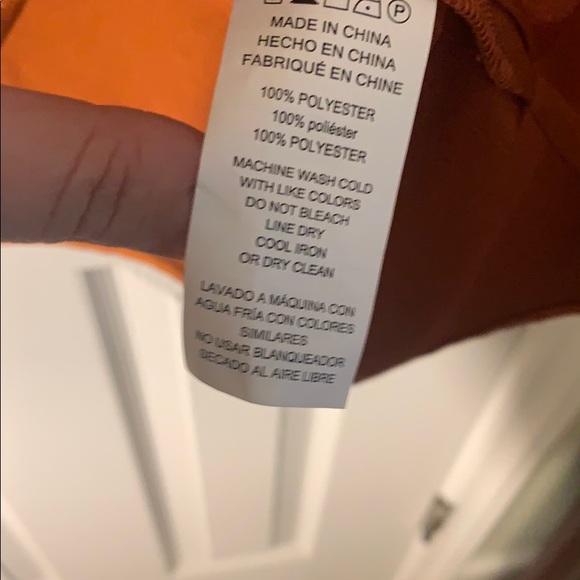 P
MADE IN CHINA
HECHO EN CHINA
FABRIQUÉ EN CHINE
100% POLYESTER
100% poliéster
100% POLYESTER
MACHINE WASH COLD
WITH LIKE COLORS
DO NOT BLEACH
LINE DRY
COOL IRON
OR DRY CLEAN
LAVADO A MÁQUINA CON
AGUA FRÍA CON COLORES
SIMILARES
NO USAR BLANQUEADOR
SECADO AL AIRE LIBRE